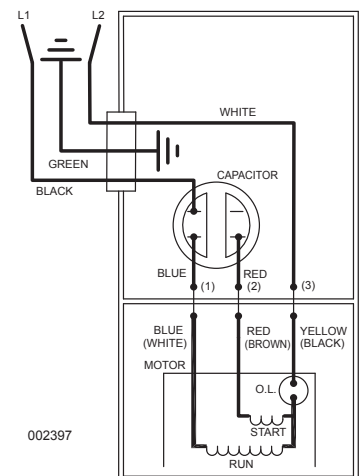 L1 L2
WHITE
GREEN
BLACK
CAPACITOR
BLUE RED
(1) (2) (3)
BLUE RED YELLOW
(WHITE) (BROWN) (BLACK)
MOTOR
O.L.
START
RUN
002397